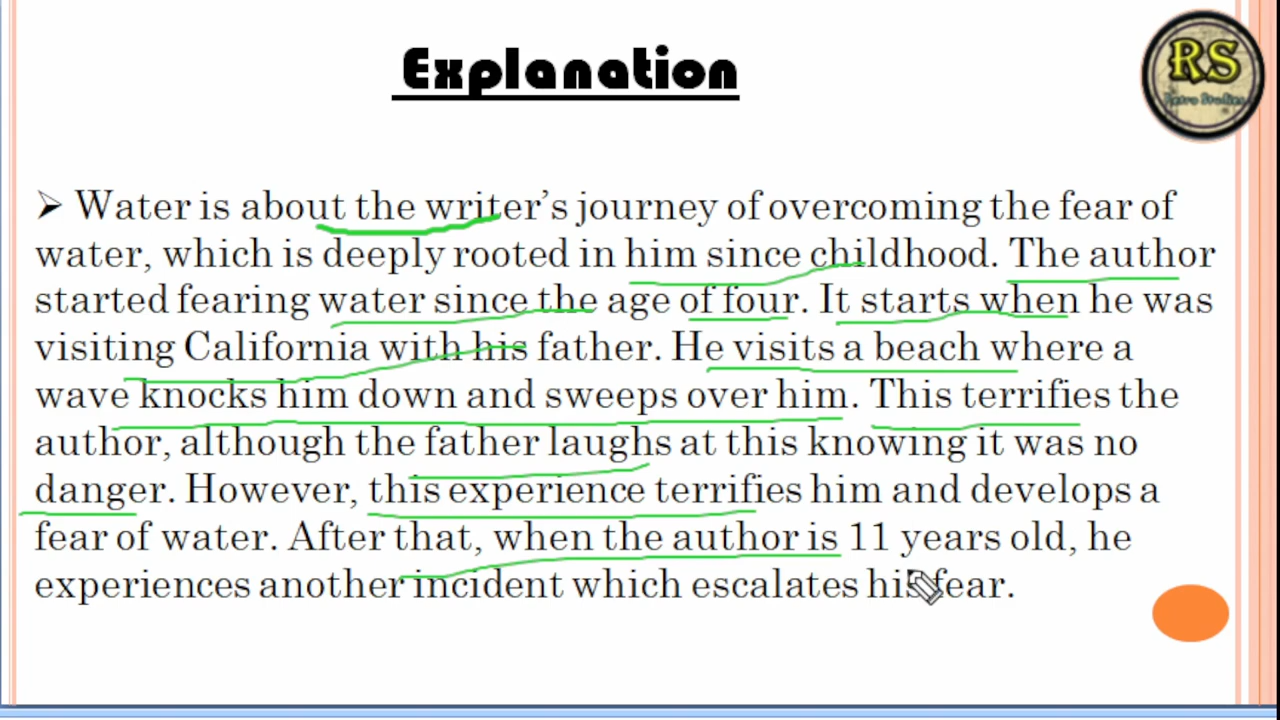 Explanation
RS
Retro Studies
➤ Water is about the writer's journey of overcoming the fear of
water, which is deeply rooted in him since childhood. The author
started fearing water since the age of four. It starts when he was
visiting California with his father. He visits a beach where a
wave knocks him down and sweeps over him. This terrifies the
author, although the father laughs at this knowing it was no
danger. However, this experience terrifies him and develops a
fear of water. After that, when the author is 11 years old, he
experiences another incident which escalates his fear.